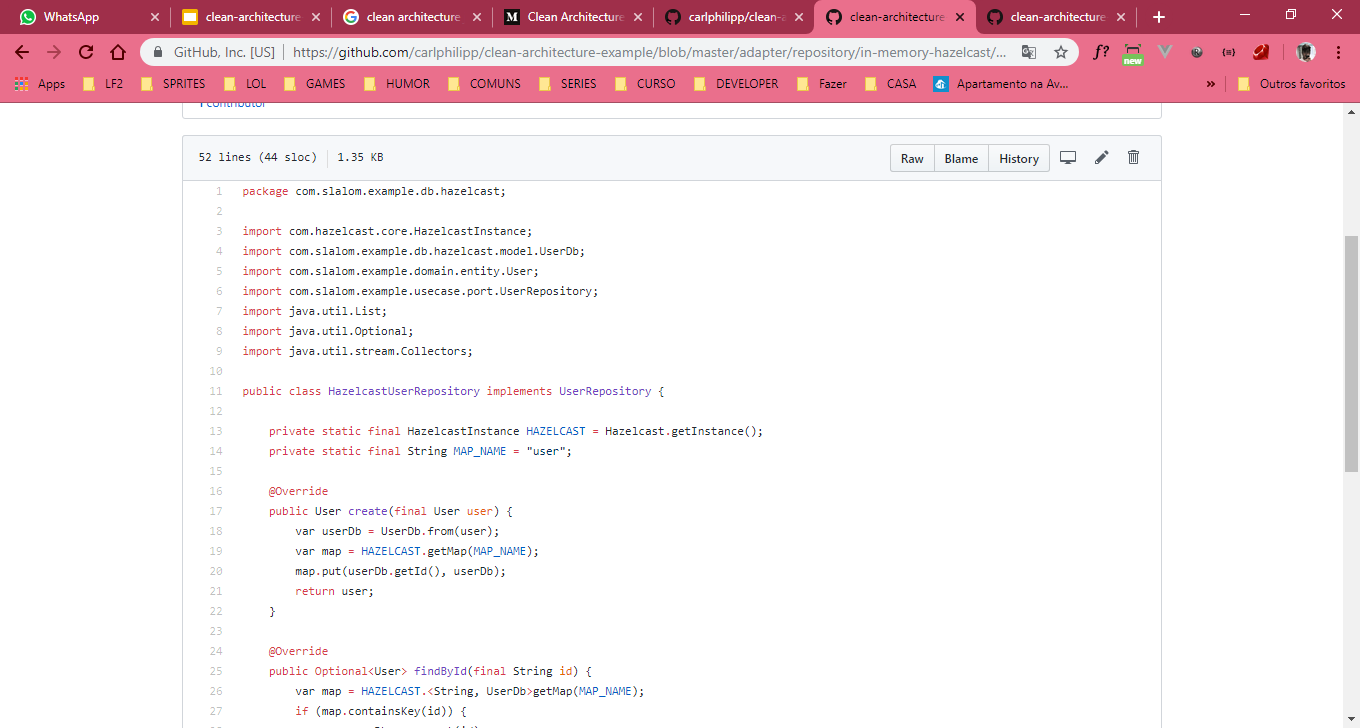 WhatsApp
clean-architecture
clean architecture
Clean Architecture
carlphilipp/clean-a
clean-architecture
clean-architecture
GitHub, Inc. [US] | https://github.com/carlphilipp/clean-architecture-example/blob/master/adapter/repository/in-memory-hazelcast/...
f?
new
Apps
LF2
SPRITES
LOL
GAMES
HUMOR
COMUNS
SERIES
CURSO
DEVELOPER
Fazer
CASA
Apartamento na Av...
»
Outros favoritos
1 contributor
52 lines (44 sloc) | 1.35 KB
Raw
Blame
History
1 package com.slalom.example.db.hazelcast;
2
3 import com.hazelcast.core.HazelcastInstance;
4 import com.slalom.example.db.hazelcast.model.UserDb;
5 import com.slalom.example.domain.entity.User;
6 import com.slalom.example.usecase.port.UserRepository;
7 import java.util.List;
8 import java.util.Optional;
9 import java.util.stream.Collectors;
10
11 public class HazelcastUserRepository implements UserRepository {
12
13 private static final HazelcastInstance HAZELCAST = Hazelcast.getInstance();
14 private static final String MAP_NAME = "user";
15
16 @Override
17 public User create(final User user) {
18 var userDb = UserDb.from(user);
19 var map = HAZELCAST.getMap(MAP_NAME);
20 map.put(userDb.getId(), userDb);
21 return user;
22 }
23
24 @Override
25 public Optional<User> findById(final String id) {
26 var map = HAZELCAST.<String, UserDb>getMap(MAP_NAME);
27 if (map.containsKey(id)) {